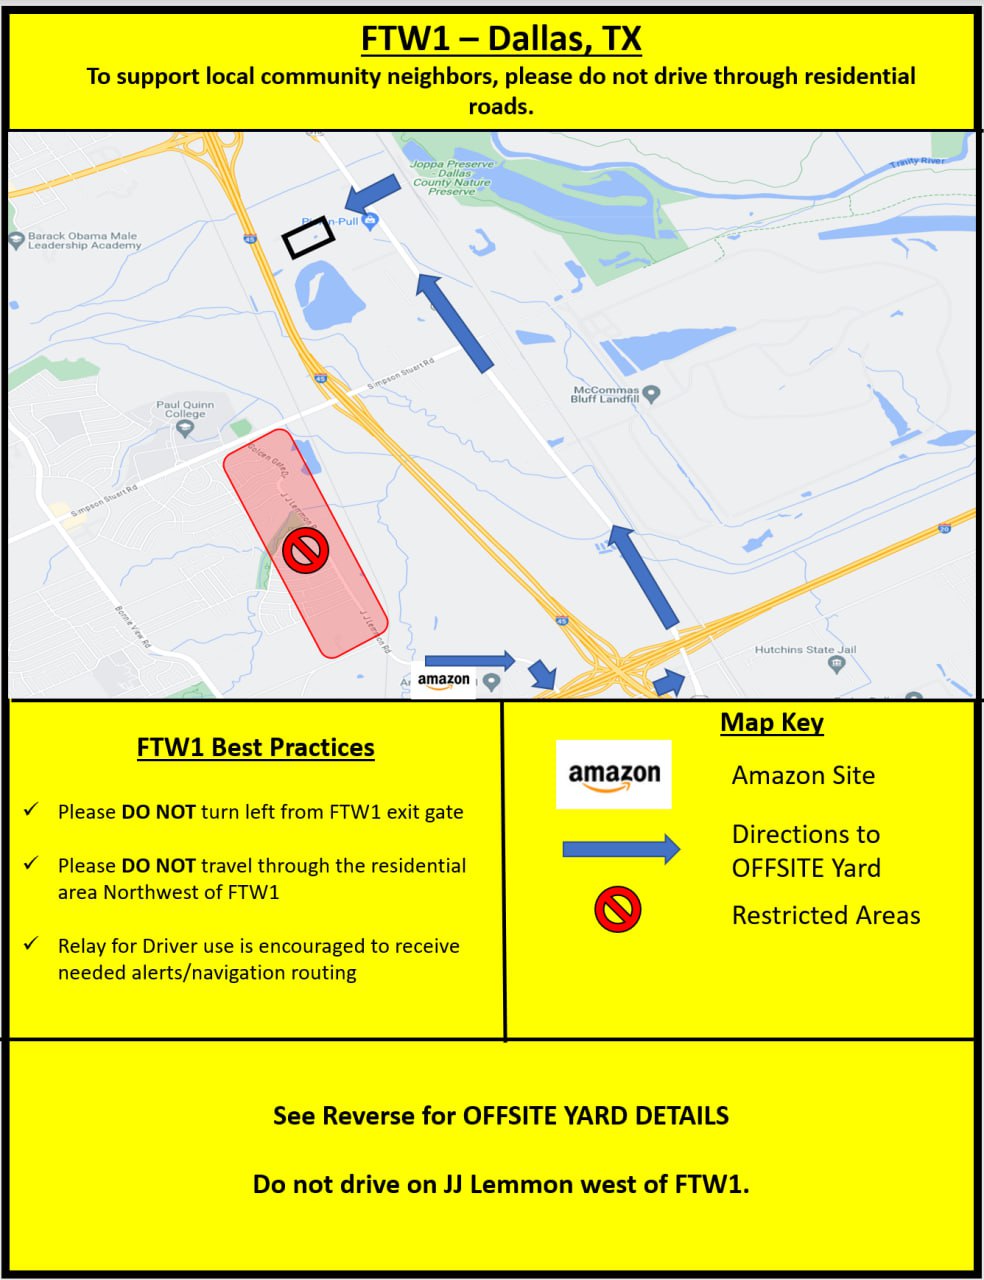 FTW1 – Dallas, TX
To support local community neighbors, please do not drive through residential
roads.
Joppa Preserve
- Dallas
County Nature
Preserve
Trinity River
n-Pull
Barack Obama Male
Leadership Academy
45
45
Simpson Stuart Rd
McCommas
Bluff Landfill
Paul Quinn
College
Golden Gate
Simpson Stuart Rd
J J Lemmon R
20
Bonnie View Rd
J J Lemmon Rd
45
Hutchins State Jail
amazon
FTW1 Best Practices
✓ Please DO NOT turn left from FTW1 exit gate
✓ Please DO NOT travel through the residential
area Northwest of FTW1
✓ Relay for Driver use is encouraged to receive
needed alerts/navigation routing
Map Key
amazon
Amazon Site
Directions to
OFFSITE Yard
Restricted Areas
See Reverse for OFFSITE YARD DETAILS
Do not drive on JJ Lemmon west of FTW1.